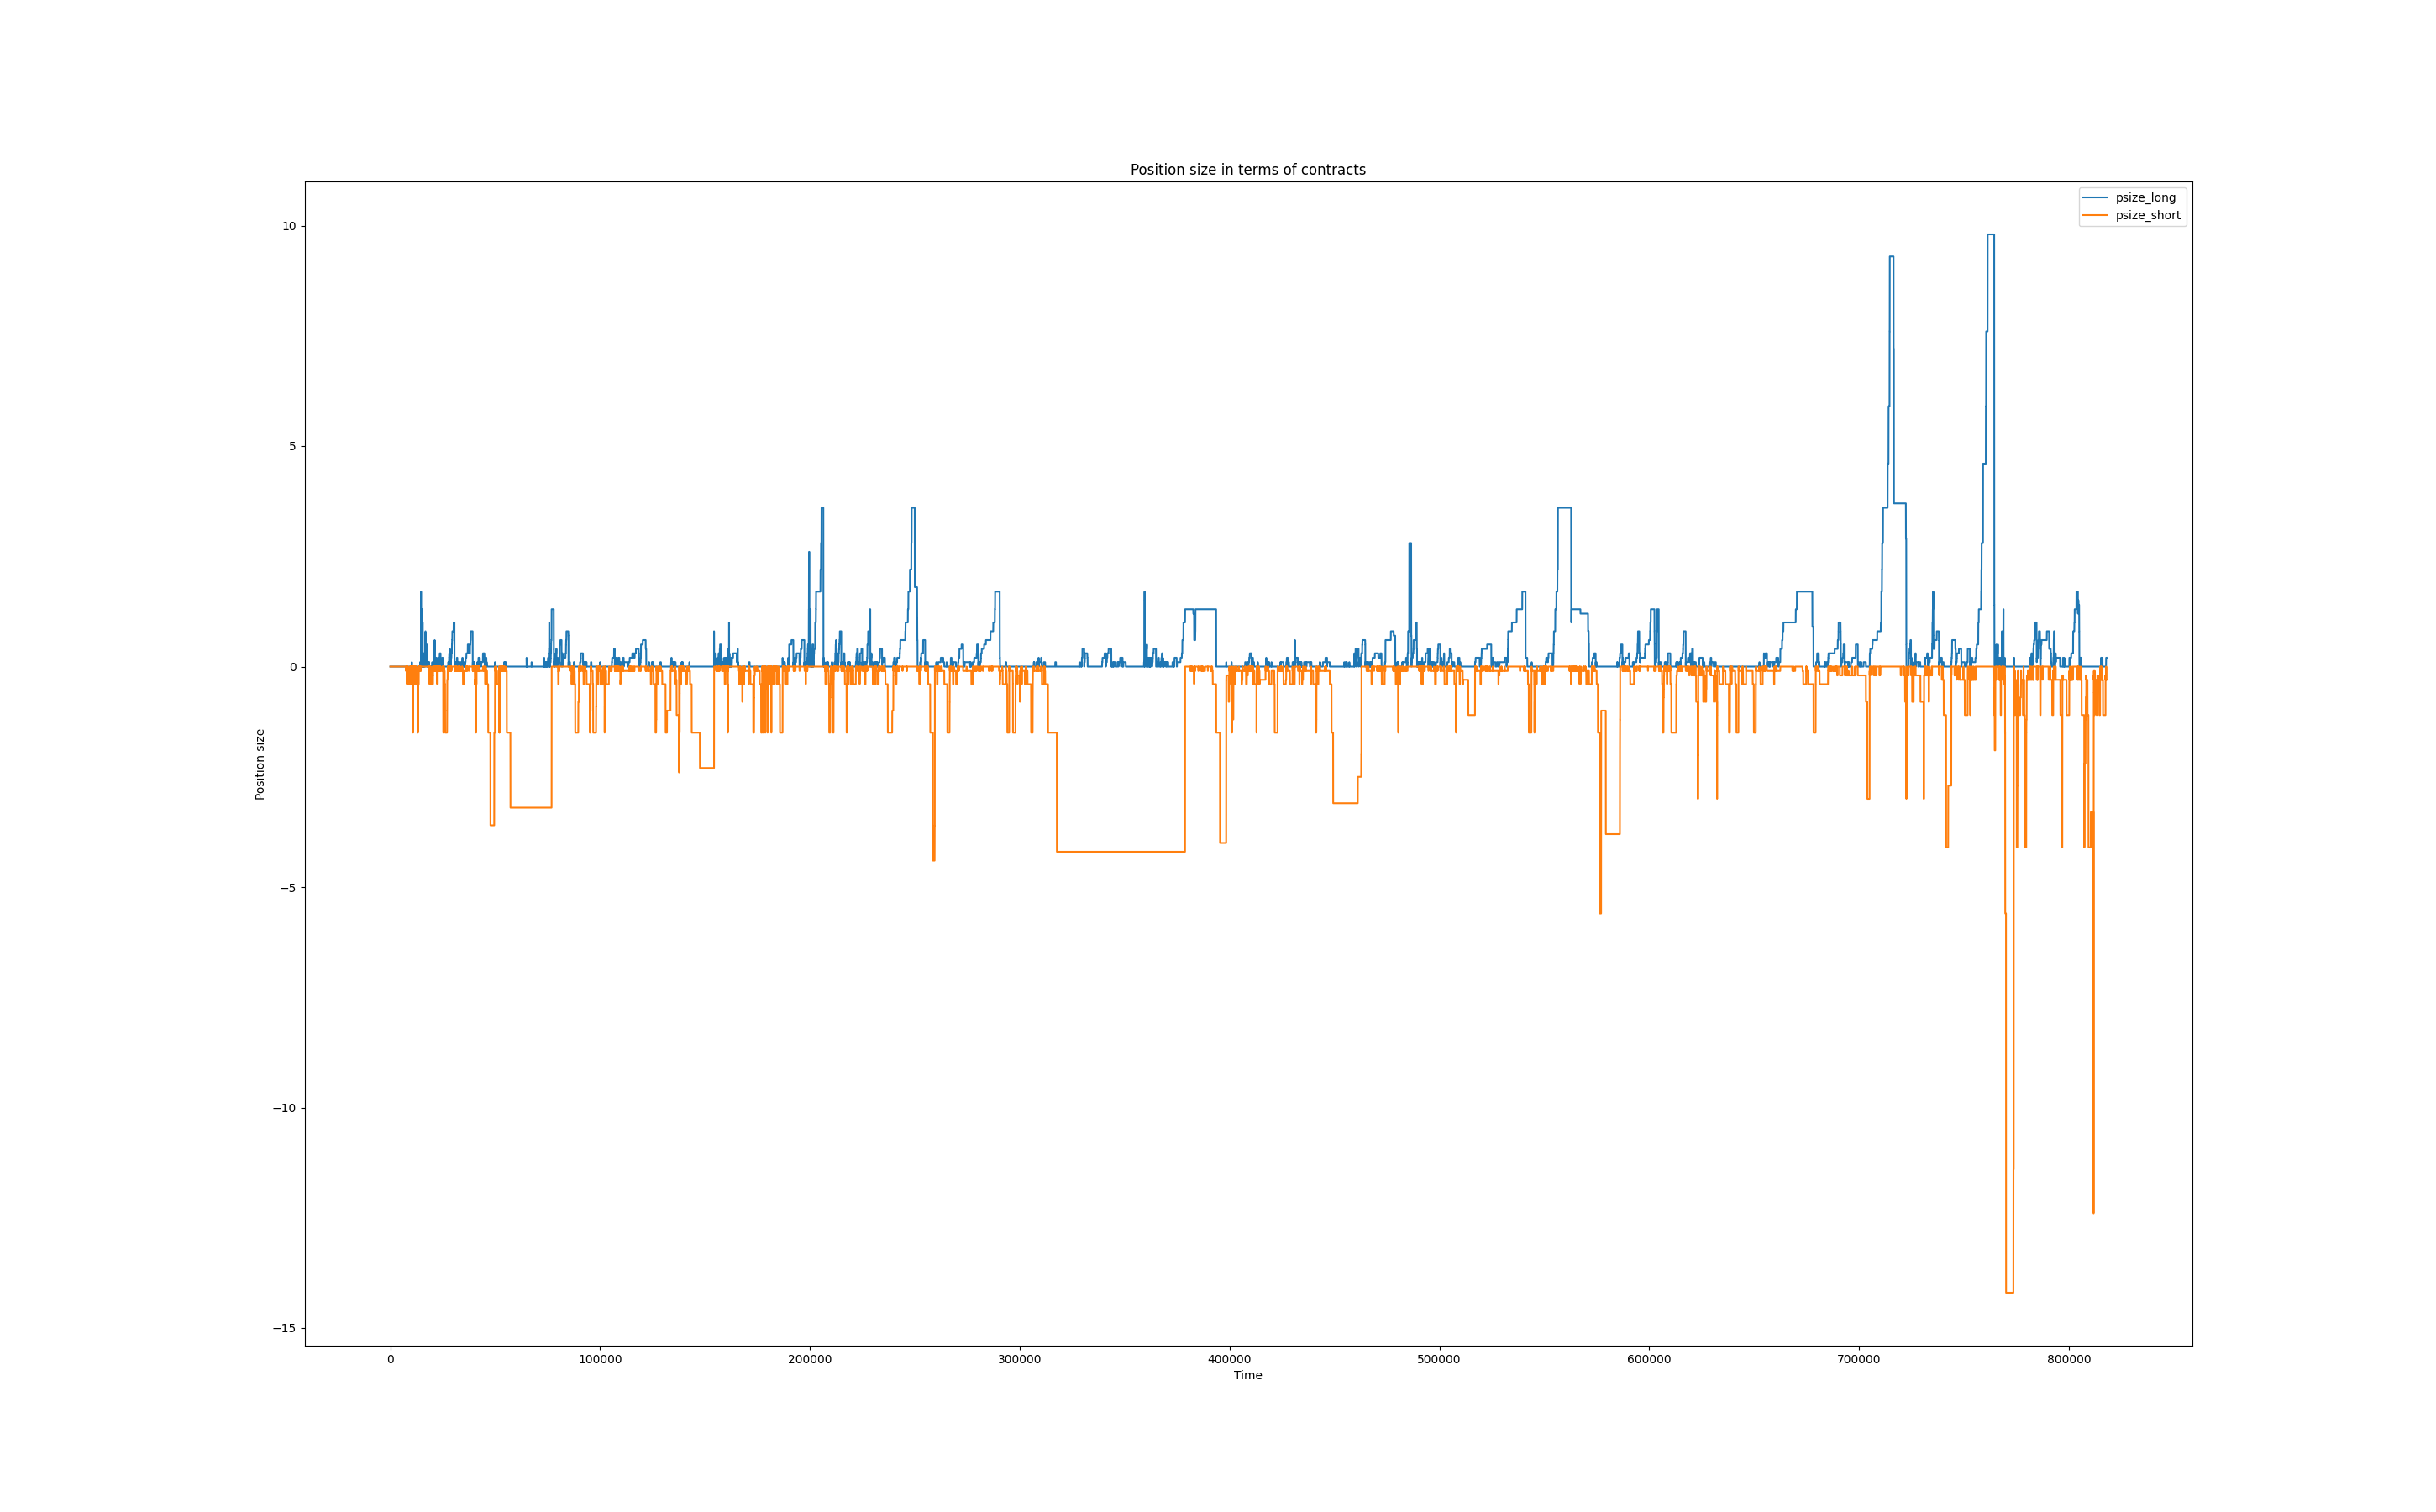 Position size in terms of contracts
psize_long
psize_short
10
5
0
−5
−10
−15
Position size
0 100000 200000 300000 400000 500000 600000 700000 800000
Time